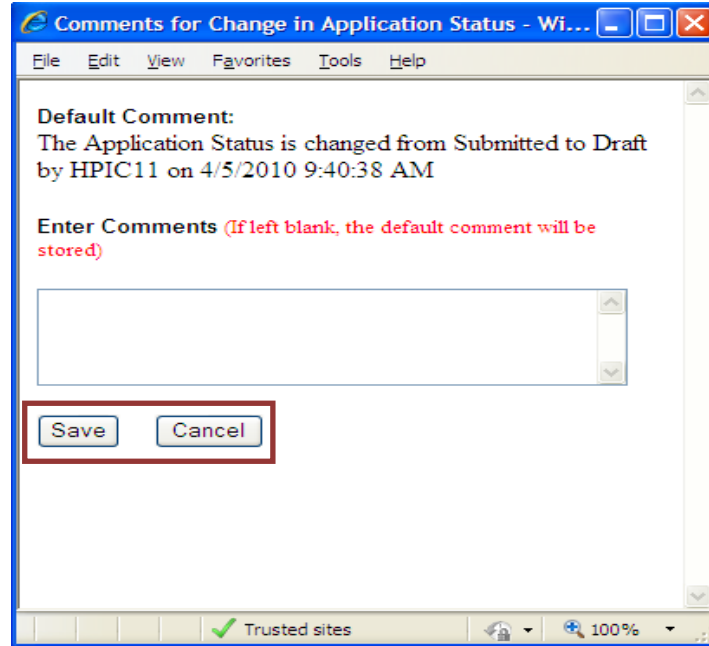 Comments for Change in Application Status - Wi...
File Edit View Favorites Tools Help
Default Comment:
The Application Status is changed from Submitted to Draft
by HPIC11 on 4/5/2010 9:40:38 AM
Enter Comments (If left blank, the default comment will be
stored)
Save Cancel
Trusted sites 100%